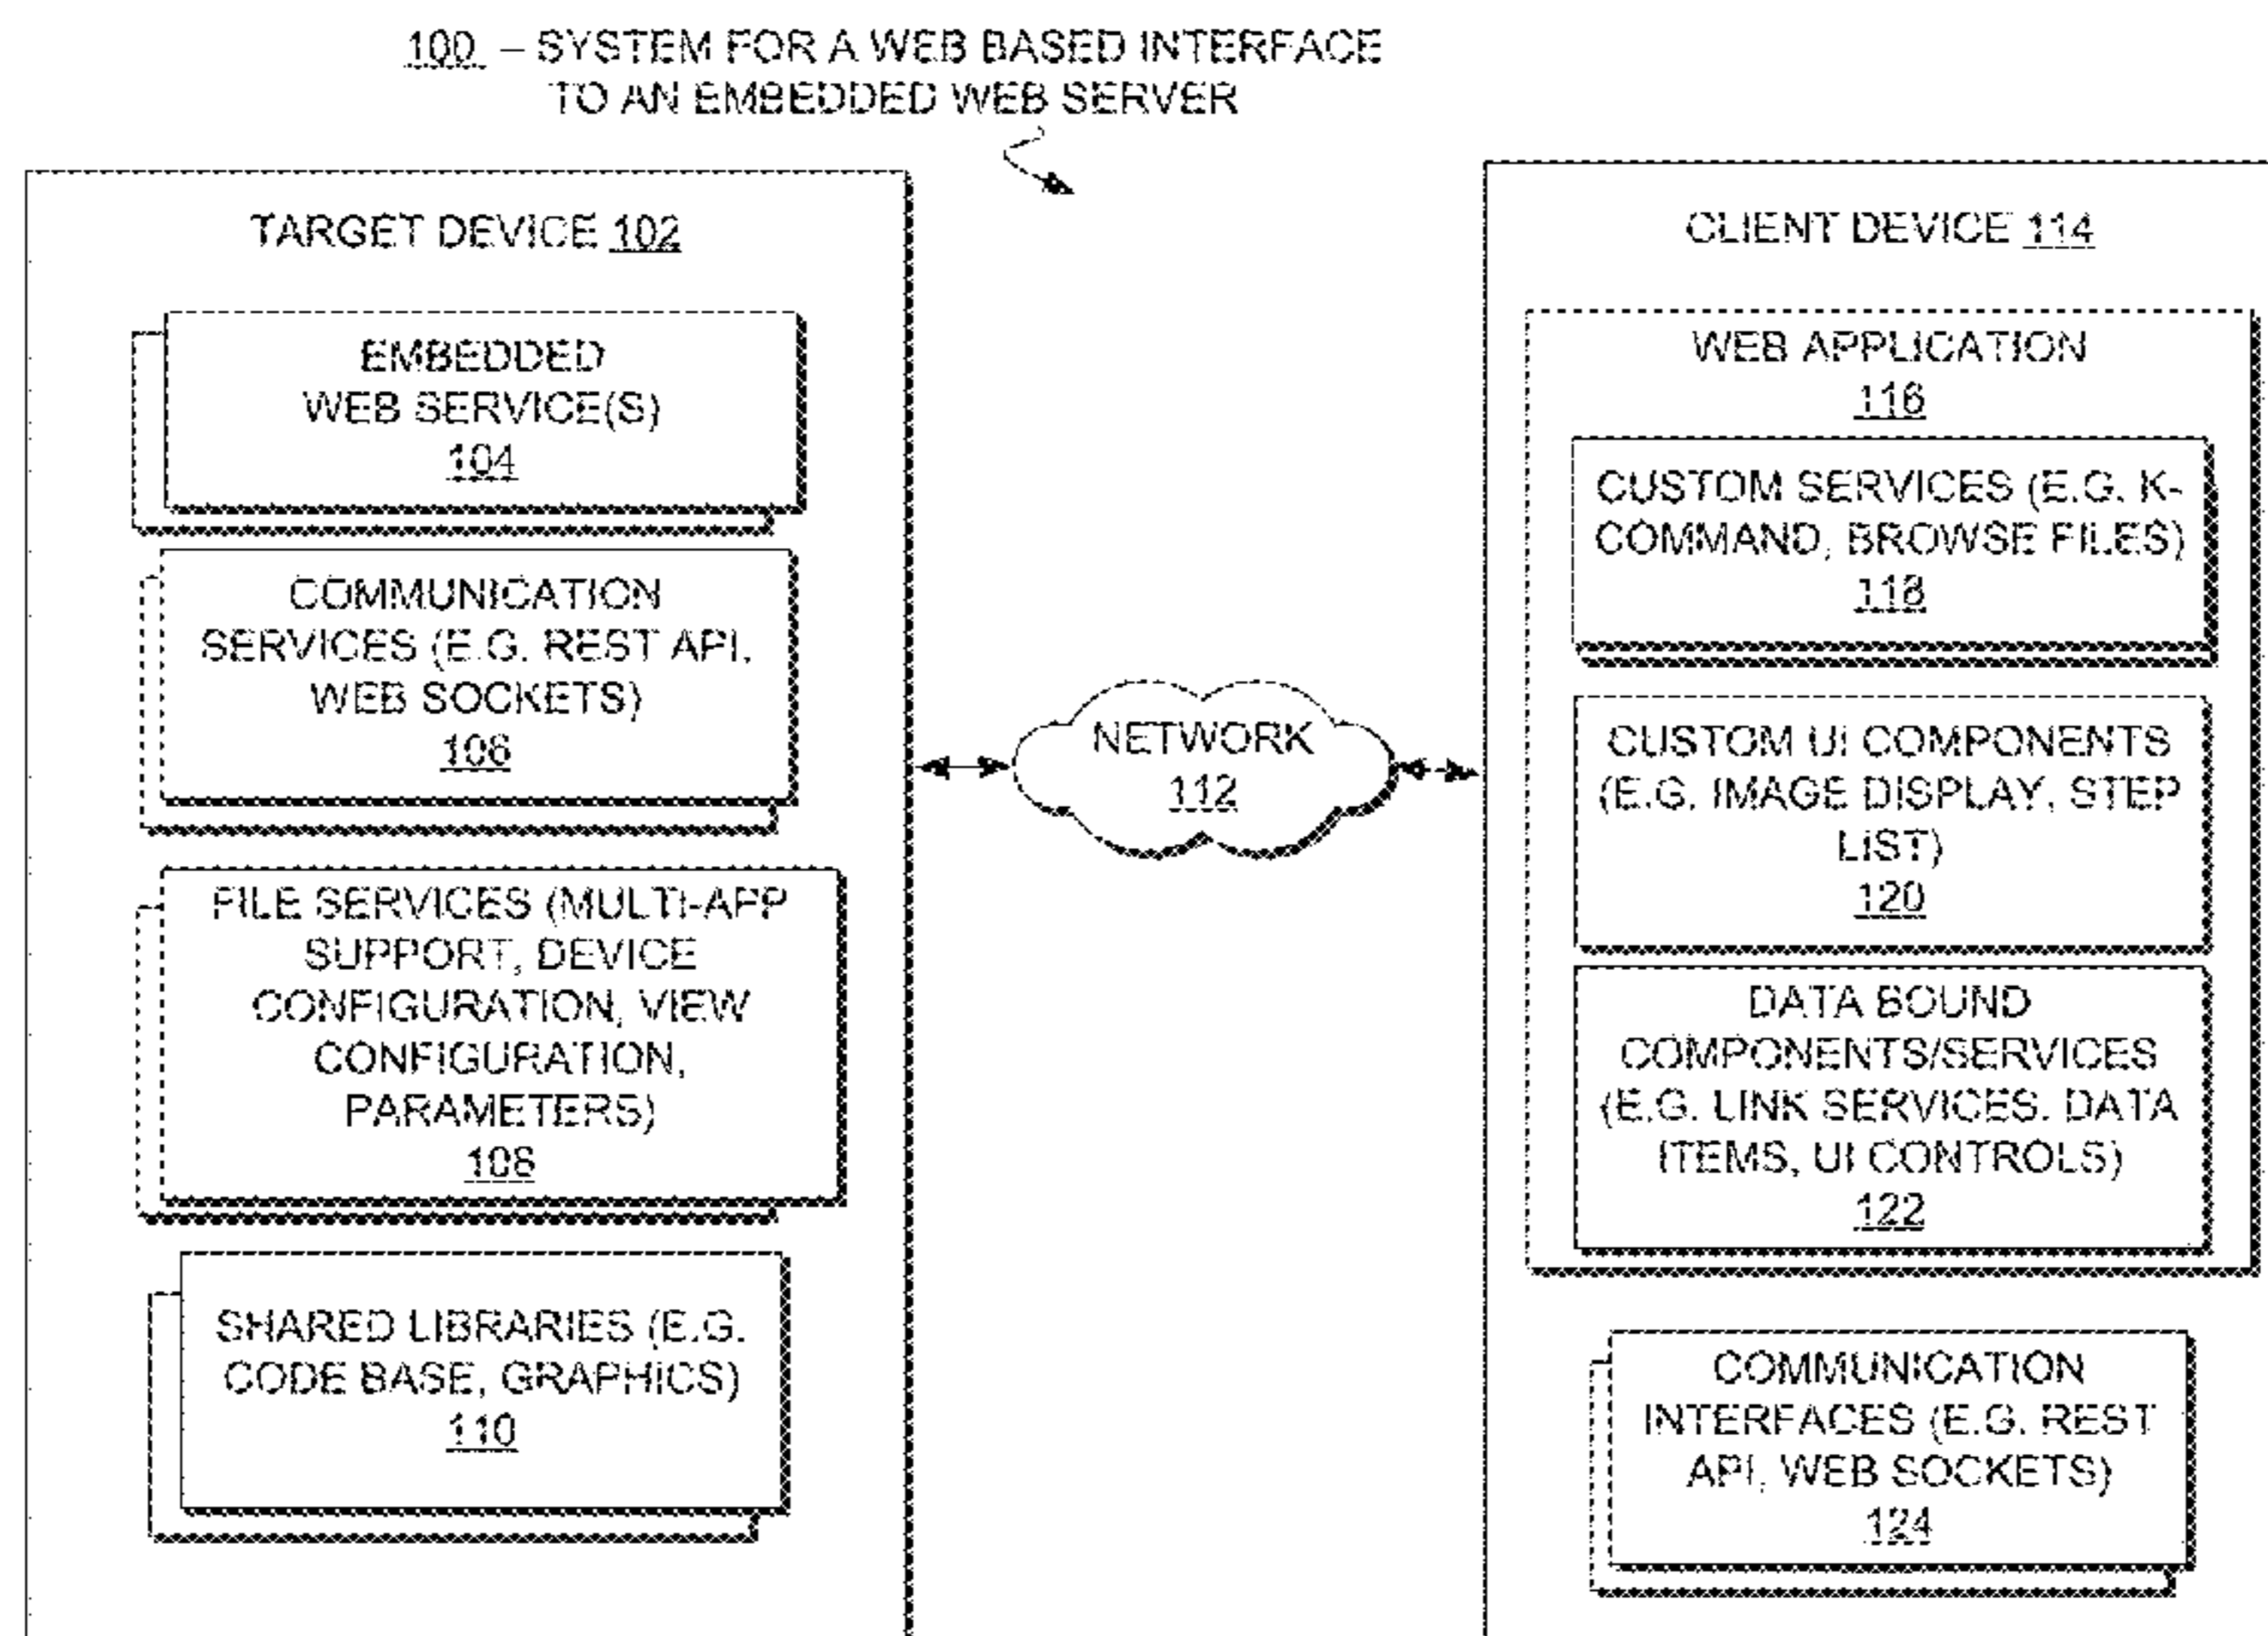 100 – SYSTEM FOR A WEB BASED INTERFACE
TO AN EMBEDDED WEB SERVER
TARGET DEVICE 102
EMBEDDED
WEB SERVICE(S)
104
COMMUNICATION
SERVICES (E.G. REST API,
WEB SOCKETS)
106
FILE SERVICES (MULTI-APP
SUPPORT, DEVICE
CONFIGURATION, VIEW
CONFIGURATION,
PARAMETERS)
108
SHARED LIBRARIES (E.G.
CODE BASE, GRAPHICS)
110
NETWORK
112
CLIENT DEVICE 114
WEB APPLICATION
116
CUSTOM SERVICES (E.G. K-
COMMAND, BROWSE FILES)
118
CUSTOM UI COMPONENTS
(E.G. IMAGE DISPLAY, STEP
LIST)
120
DATA BOUND
COMPONENTS/SERVICES
(E.G. LINK SERVICES, DATA
ITEMS, UI CONTROLS)
122
COMMUNICATION
INTERFACES (E.G. REST
API, WEB SOCKETS)
124